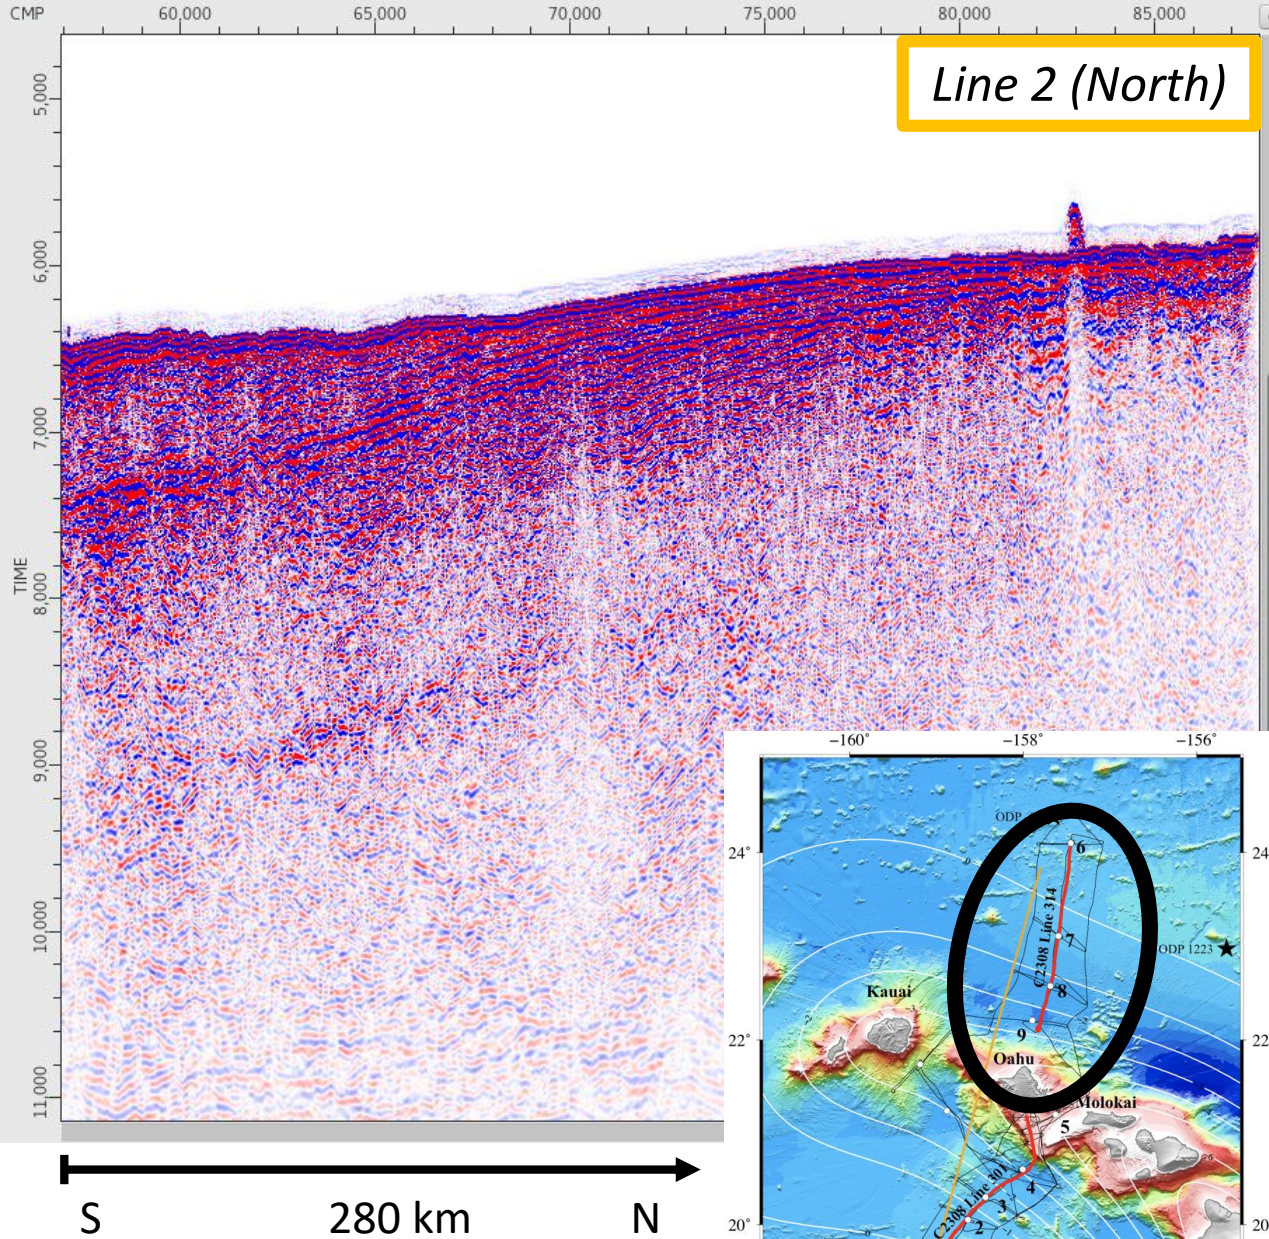 CMP 60,000 65,000 70,000 75,000 80,000 85,000
Line 2 (North)
5,000
6,000
7,000
TIME
8,000
9,000
10,000
11,000
S 280 km N
−160° −158° −156°
ODP
24° 6 24
C2308 Line 314
7
ODP 1223
8
Kauai
9
22° 22
Oahu
Molokai
5
4
C2308 Line 301
3
2
20° 20